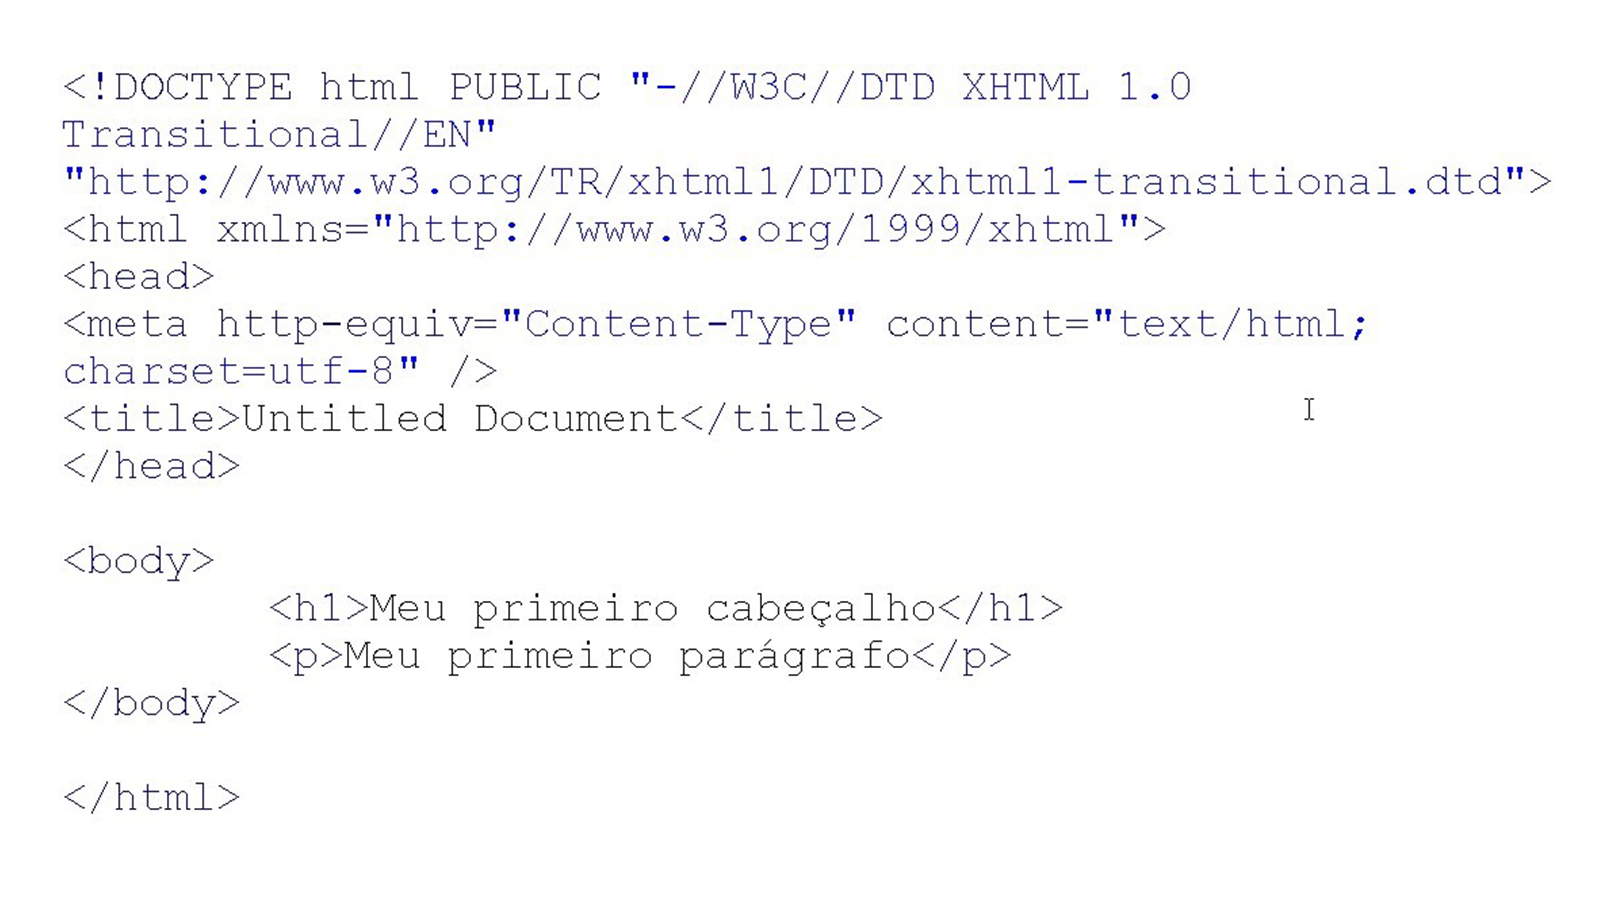 <!DOCTYPE html PUBLIC "-//W3C//DTD XHTML 1.0
Transitional//EN"
"http://www.w3.org/TR/xhtml1/DTD/xhtml1-transitional.dtd">
<html xmlns="http://www.w3.org/1999/xhtml">
<head>
<meta http-equiv="Content-Type" content="text/html;
charset=utf-8" />
<title>Untitled Document</title>
</head>
<body>
<h1>Meu primeiro cabeçalho</h1>
<p>Meu primeiro parágrafo</p>
</body>
</html>